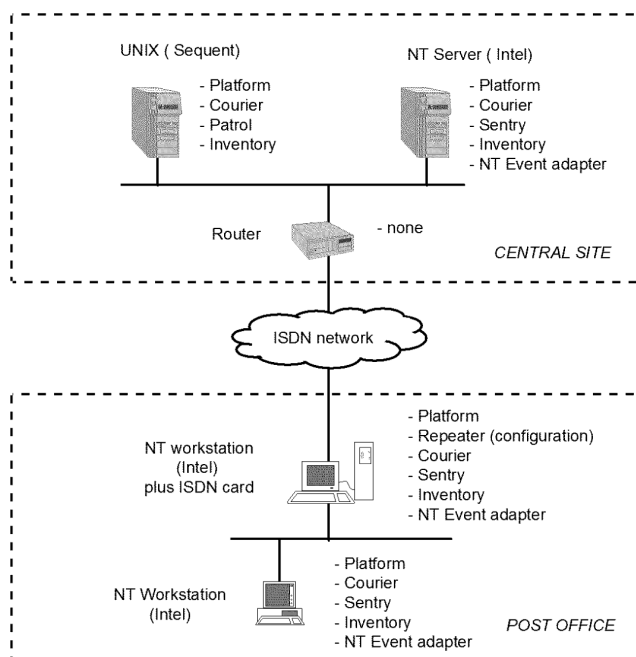 UNIX ( Sequent)
- Platform
- Courier
- Patrol
- Inventory
NT Server ( Intel)
- Platform
- Courier
- Sentry
- Inventory
- NT Event adapter
Router
- none
CENTRAL SITE
ISDN network
NT workstation
(Intel)
plus ISDN card
- Platform
- Repeater (configuration)
- Courier
- Sentry
- Inventory
- NT Event adapter
NT Workstation
(Intel)
- Platform
- Courier
- Sentry
- Inventory
- NT Event adapter
POST OFFICE